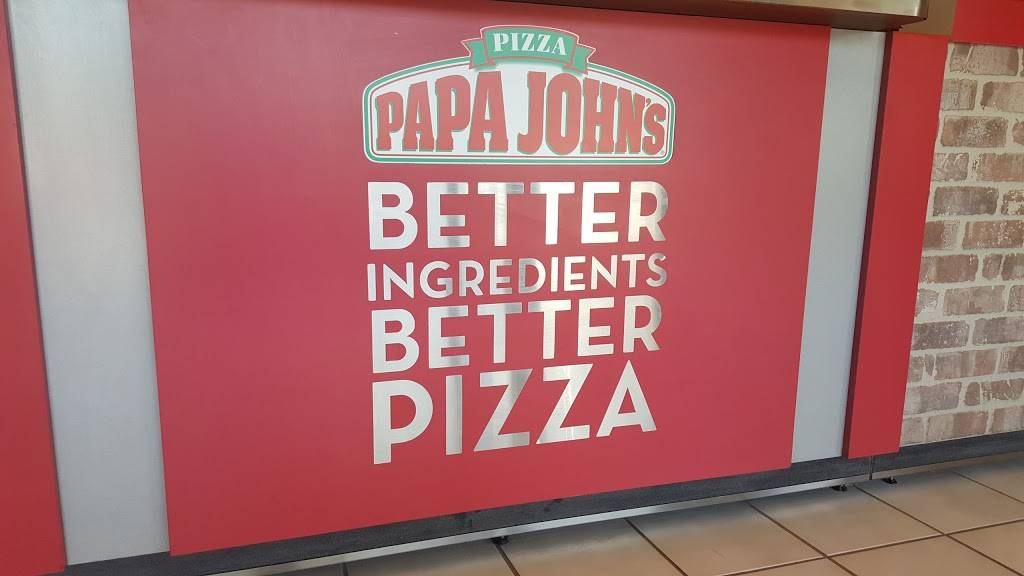 PIZZA
PAPA JOHN'S
BETTER
INGREDIENTS
BETTER
PIZZA